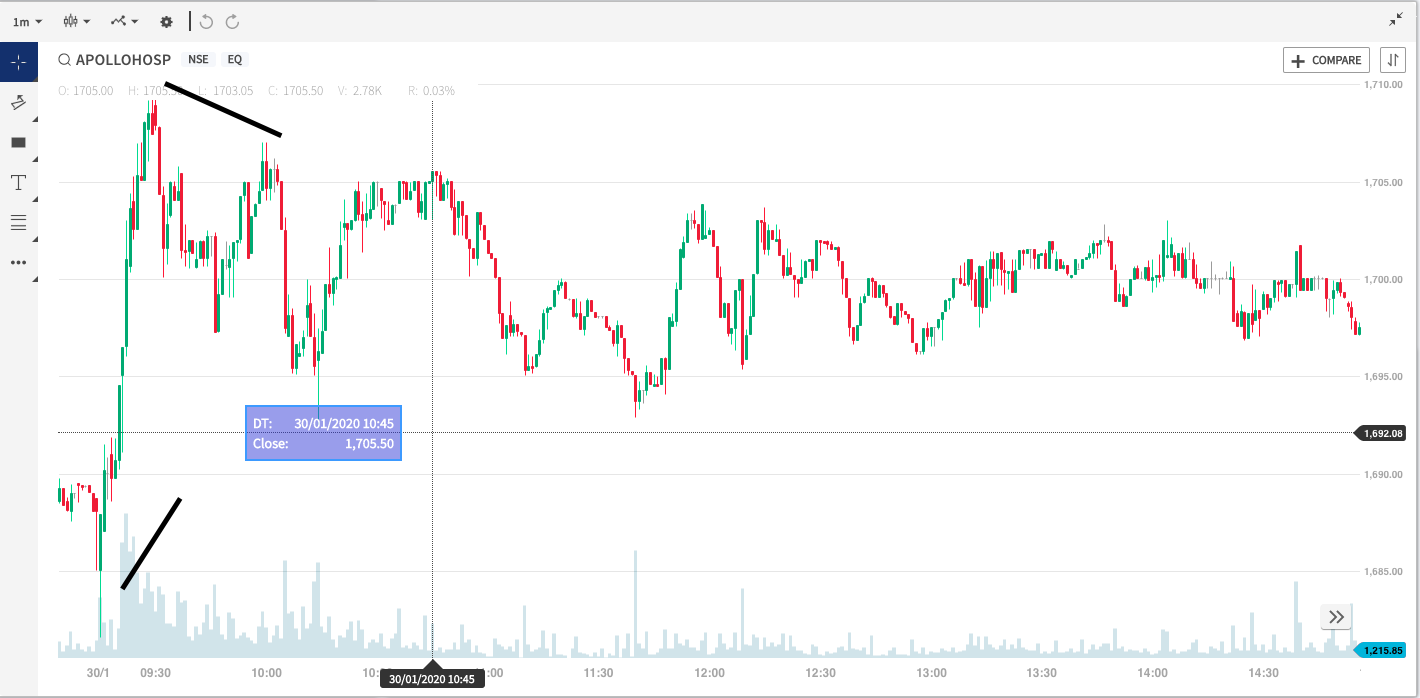 1m
APOLLOHOSP NSE EQ
COMPARE
O: 1705.00 H: L: 1703.05 C: 1705.50 V: 2.78K R: 0.03%
1,710.00
1,705.00
1,700.00
1,695.00
DT: 30/01/2020 10:45
Close: 1,705.50
1,692.08
1,690.00
1,685.00
1,215.85
30/1 09:30 10:00 11:30 12:00 12:30 13:00 13:30 14:00 14:30
30/01/2020 10:45